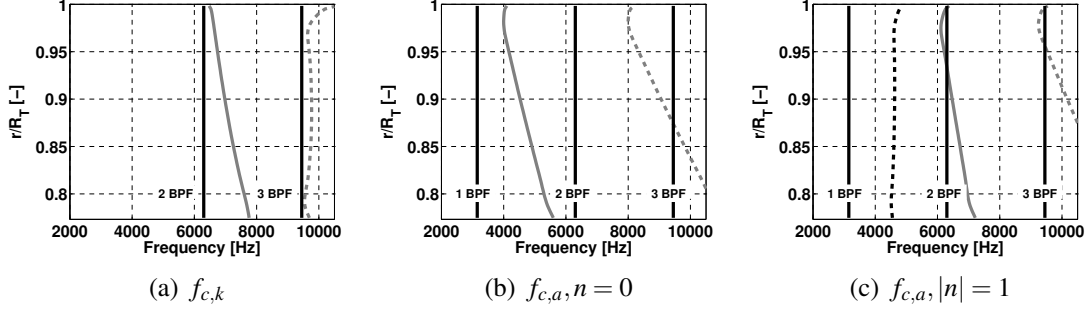 1
0.95
0.9
0.85
0.8
r/R_T [–]
2 BPF
3 BPF
2000 4000 6000 8000 10000
Frequency [Hz]
(a) f_{c,k}
1
0.95
0.9
0.85
0.8
r/R_T [–]
1 BPF
2 BPF
3 BPF
2000 4000 6000 8000 10000
Frequency [Hz]
(b) f_{c,a}, n = 0
1
0.95
0.9
0.85
0.8
r/R_T [–]
1 BPF
2 BPF
3 BPF
2000 4000 6000 8000 10000
Frequency [Hz]
(c) f_{c,a}, |n| = 1